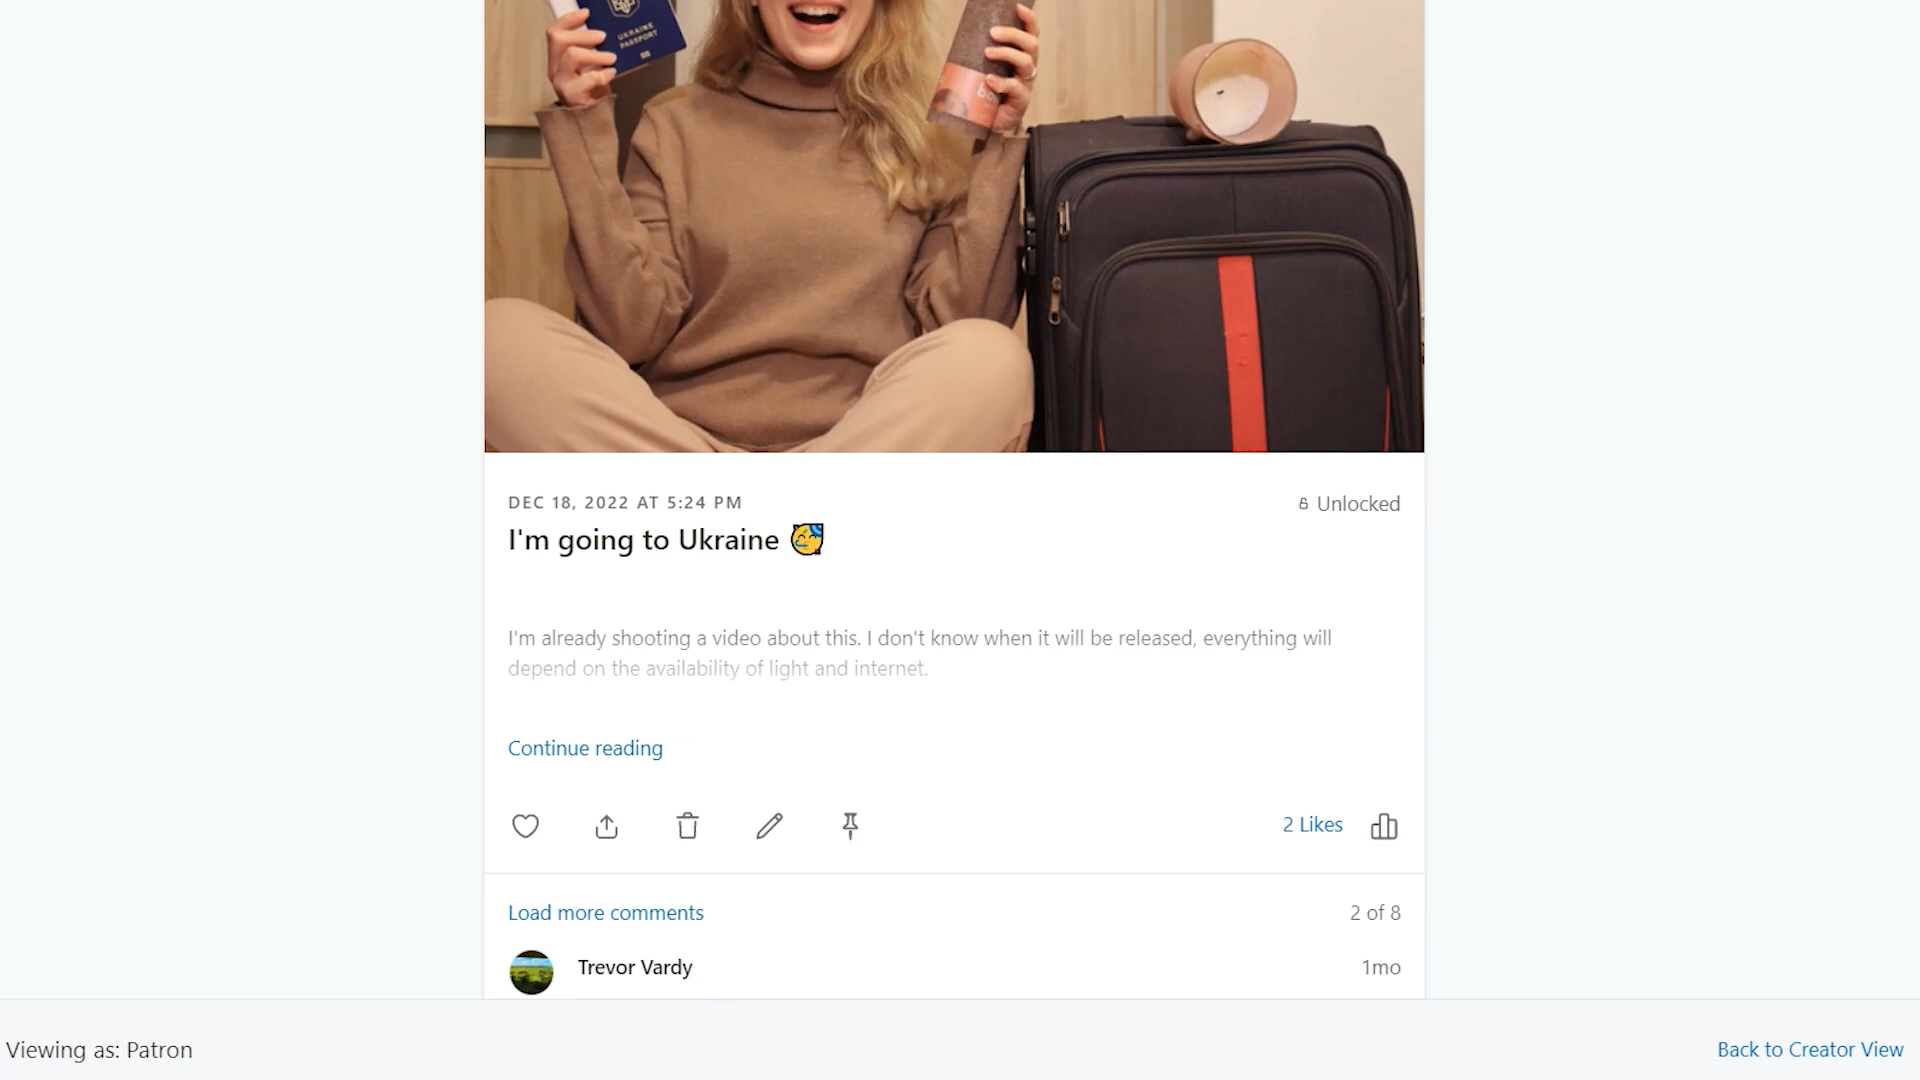 UKRAINE
PASSPORT
DEC 18, 2022 AT 5:24 PM
Unlocked
I'm going to Ukraine
I'm already shooting a video about this. I don't know when it will be released, everything will
depend on the availability of light and internet.
Continue reading
2 Likes
Load more comments
2 of 8
Trevor Vardy
1mo
Viewing as: Patron
Back to Creator View